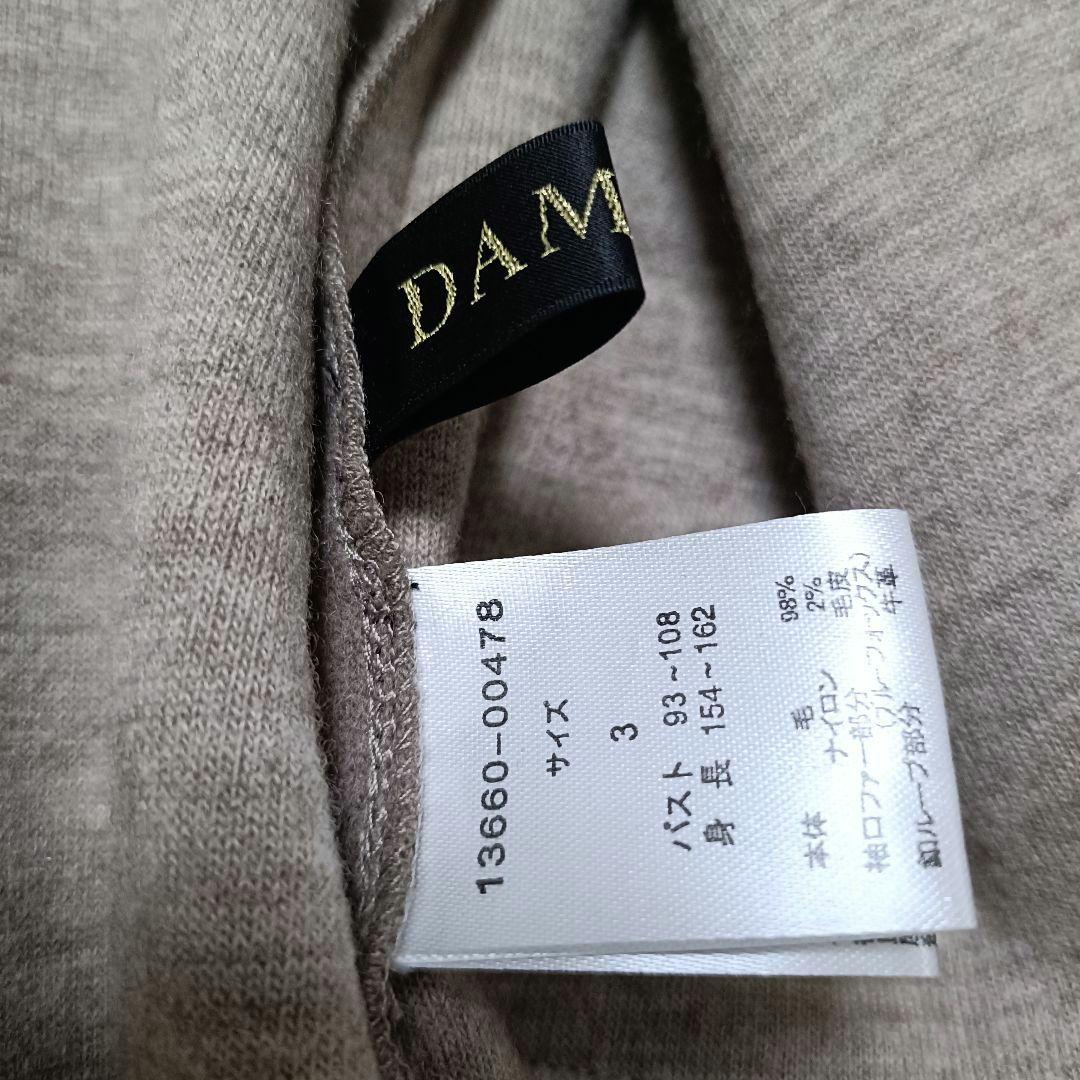 DAM
13660-00478
サイズ
3
バスト 93~108
身 長 154~162
本体 毛 98%
ナイロン 2%
袖口ファー部分 毛皮
(ブルーフォックス)
釦ループ部分 牛革